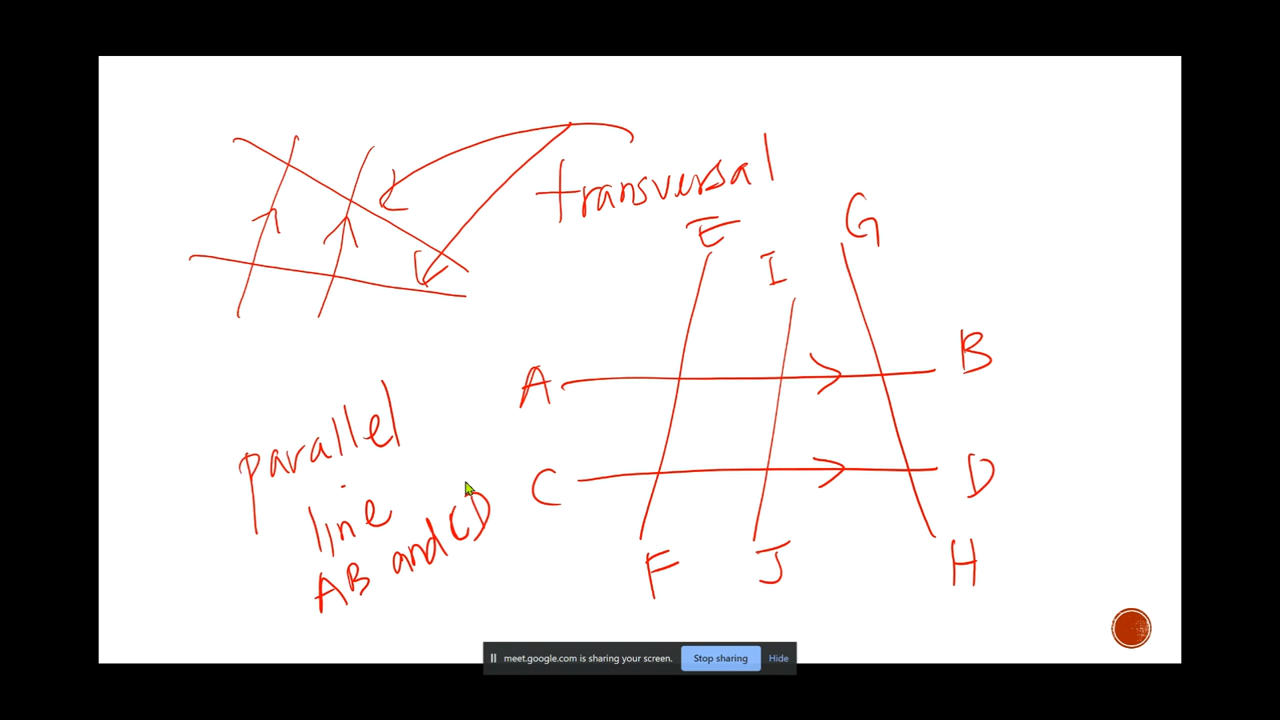 transversal
E
I
G
A
B
C
D
F
J
H
parallel
line
AB and CD
meet.google.com is sharing your screen.
Stop sharing
Hide